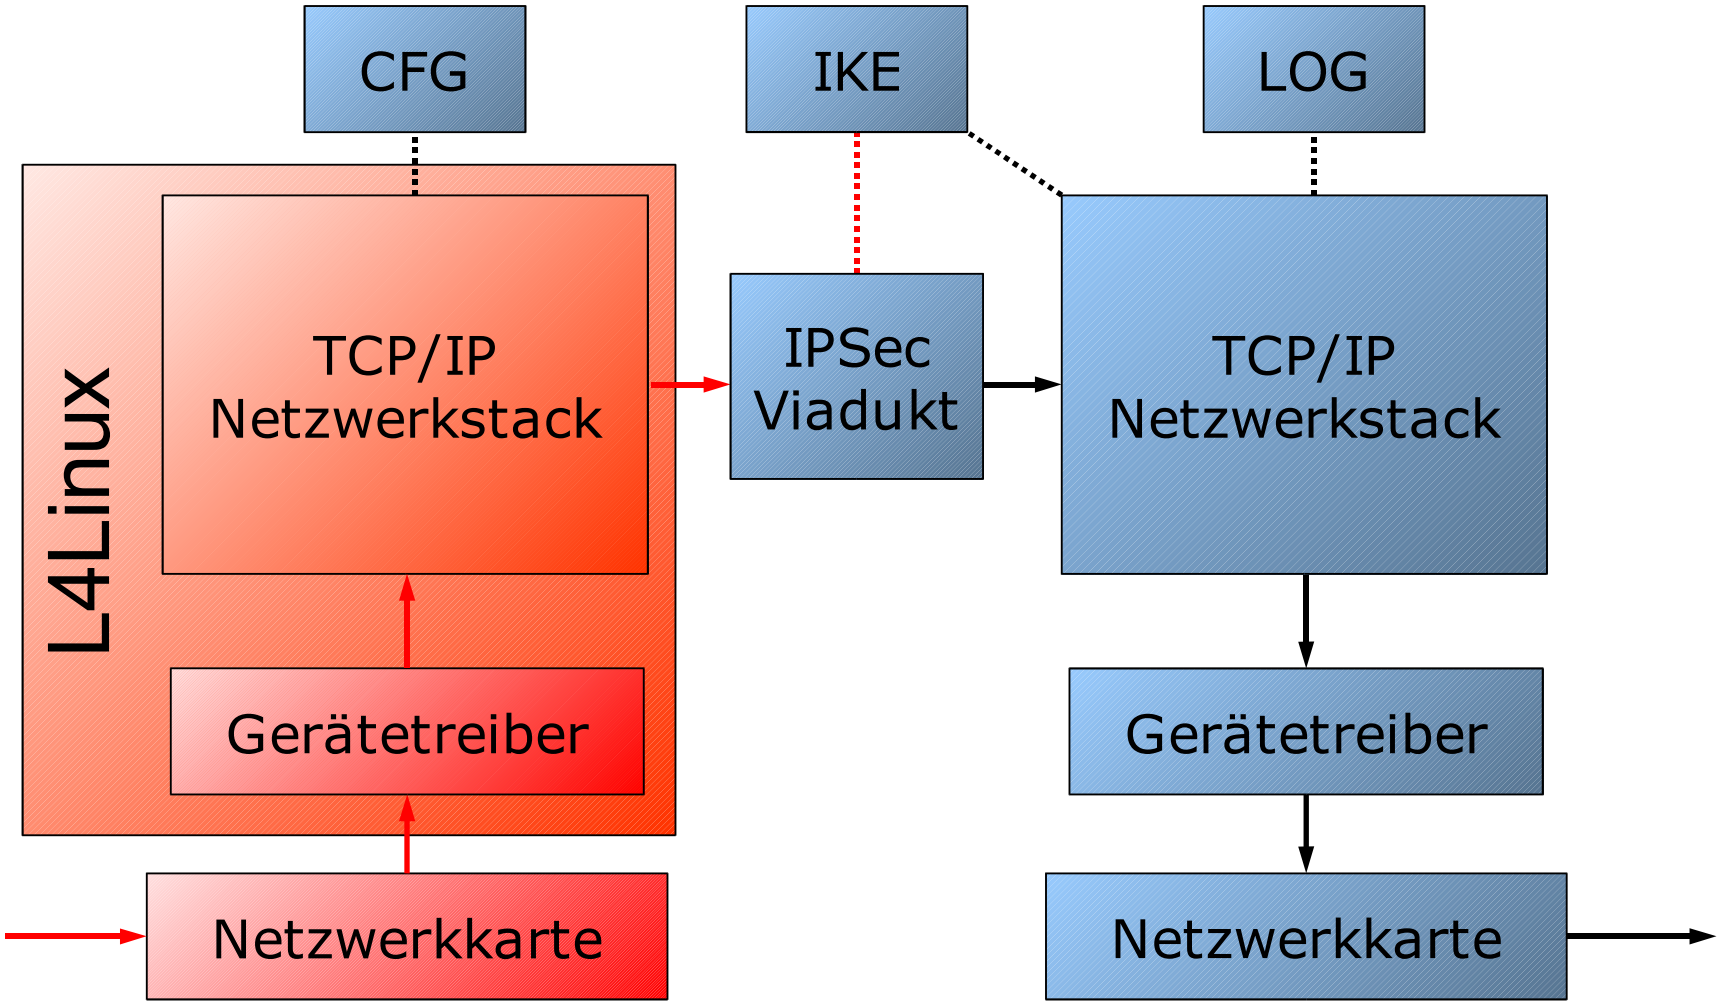 CFG
IKE
LOG
L4Linux
TCP/IP
Netzwerkstack
IPSec
Viadukt
TCP/IP
Netzwerkstack
Gerätetreiber
Gerätetreiber
Netzwerkkarte
Netzwerkkarte